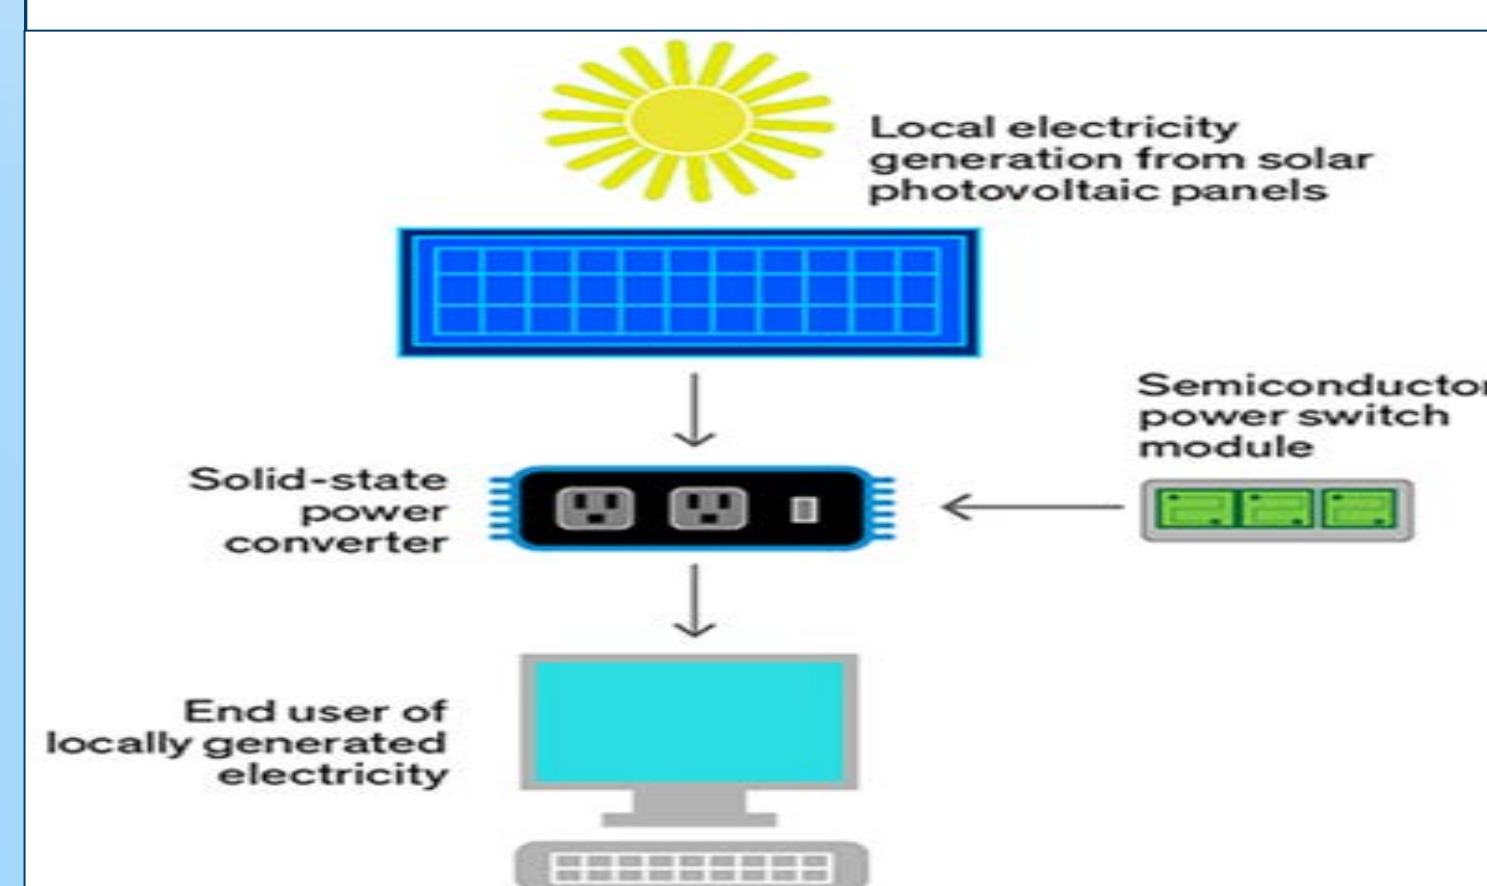 Local electricity
generation from solar
photovoltaic panels
Semiconductor
power switch
module
Solid-state
power
converter
End user of
locally generated
electricity